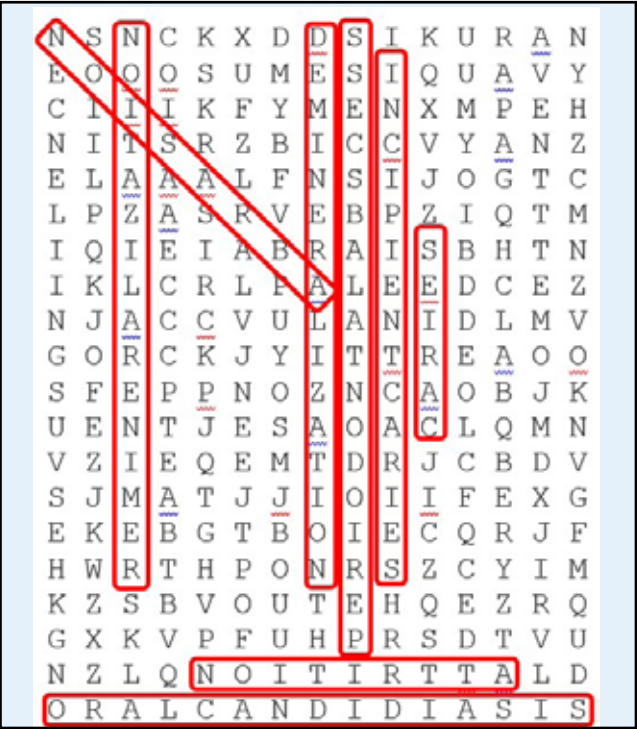 N S N C K X D D S I K U R A N
E O O O S U M E S I Q U A V Y
C I I I K F Y M E N X M P E H
N I T S R Z B I C C V Y A N Z
E L A A A L F N S I J O G T C
L P Z A S R V E B P Z I Q T M
I Q I E I A B R A I S B H T N
I K L C R L P A L E E D C E Z
N J A C C V U L A N I D L M V
G O R C K J Y I T T R E A O O
S F E P P N O Z N C A O B J K
U E N T J E S A O A C L Q M N
V Z I E Q E M T D R J C B D V
S J M A T J J I O I I F E X G
E K E B G T B O I E C Q R J F
H W R T H P O N R S Z C Y I M
K Z S B V O U T E H Q E Z R Q
G X K V P F U H P R S D T V U
N Z L Q N O I T I R T T A L D
O R A L C A N D I D I A S I S